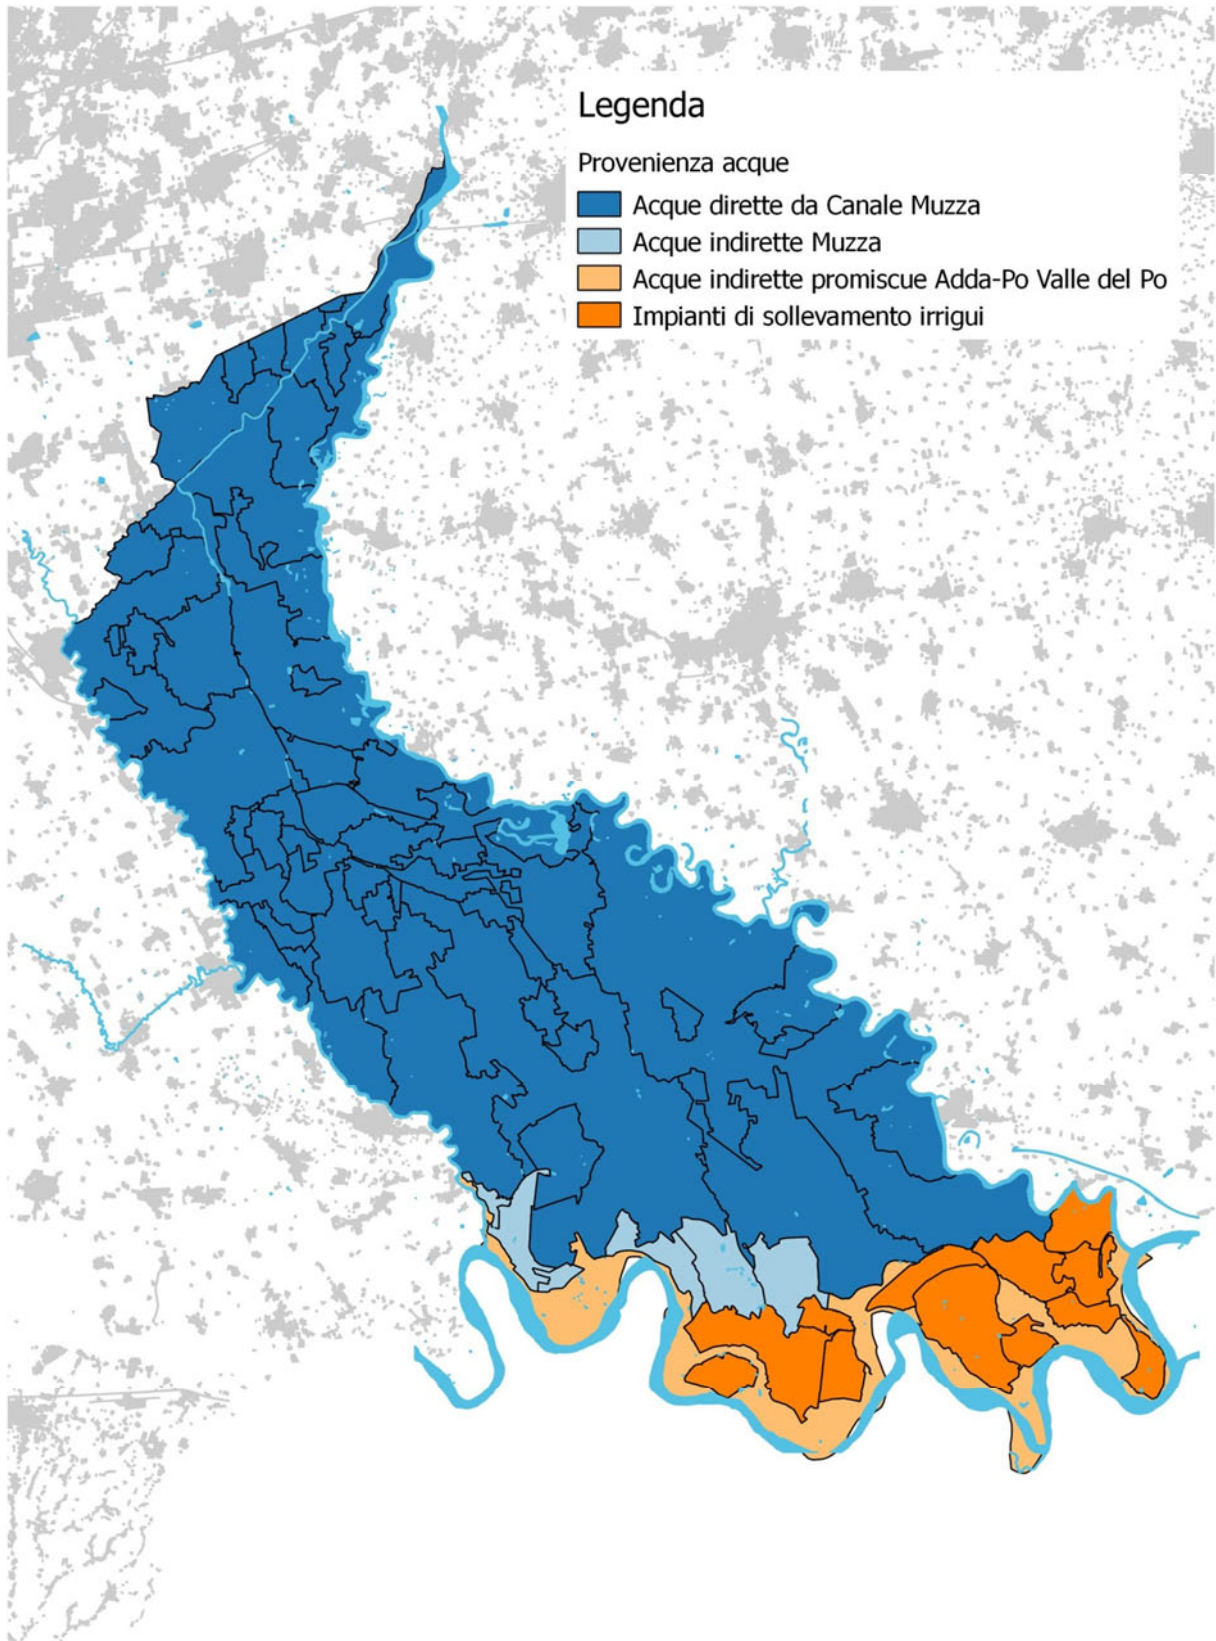 Legenda
Provenienza acque
Acque dirette da Canale Muzza
Acque indirette Muzza
Acque indirette promiscue Adda-Po Valle del Po
Impianti di sollevamento irrigui